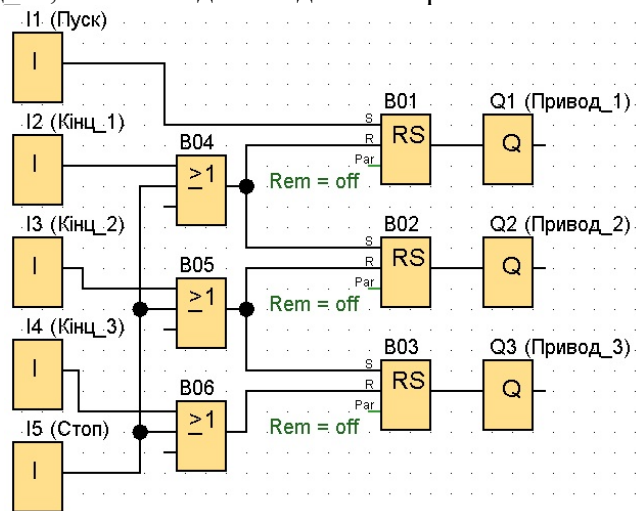 I1 (Пуск)
I
I2 (Кінц_1)
I
I3 (Кінц_2)
I
I4 (Кінц_3)
I
I5 (Стоп)
I
B04
≥1
B05
≥1
B06
≥1
B01
S
R
Par
RS
Rem = off
B02
S
R
Par
RS
Rem = off
B03
S
R
Par
RS
Rem = off
Q1 (Привод_1)
Q
Q2 (Привод_2)
Q
Q3 (Привод_3)
Q